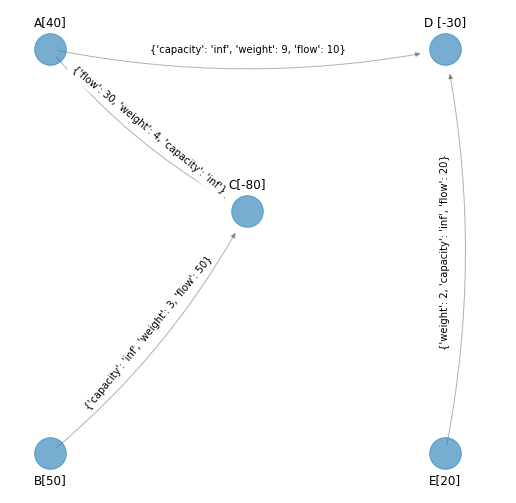 A[40]
D [-30]
{'capacity': 'inf', 'weight': 9, 'flow': 10}
{'flow': 30, 'weight': 4, 'capacity': 'inf'}
C[-80]
{'capacity': 'inf', 'weight': 3, 'flow': 50}
{'weight': 2, 'capacity': 'inf', 'flow': 20}
B[50]
E[20]